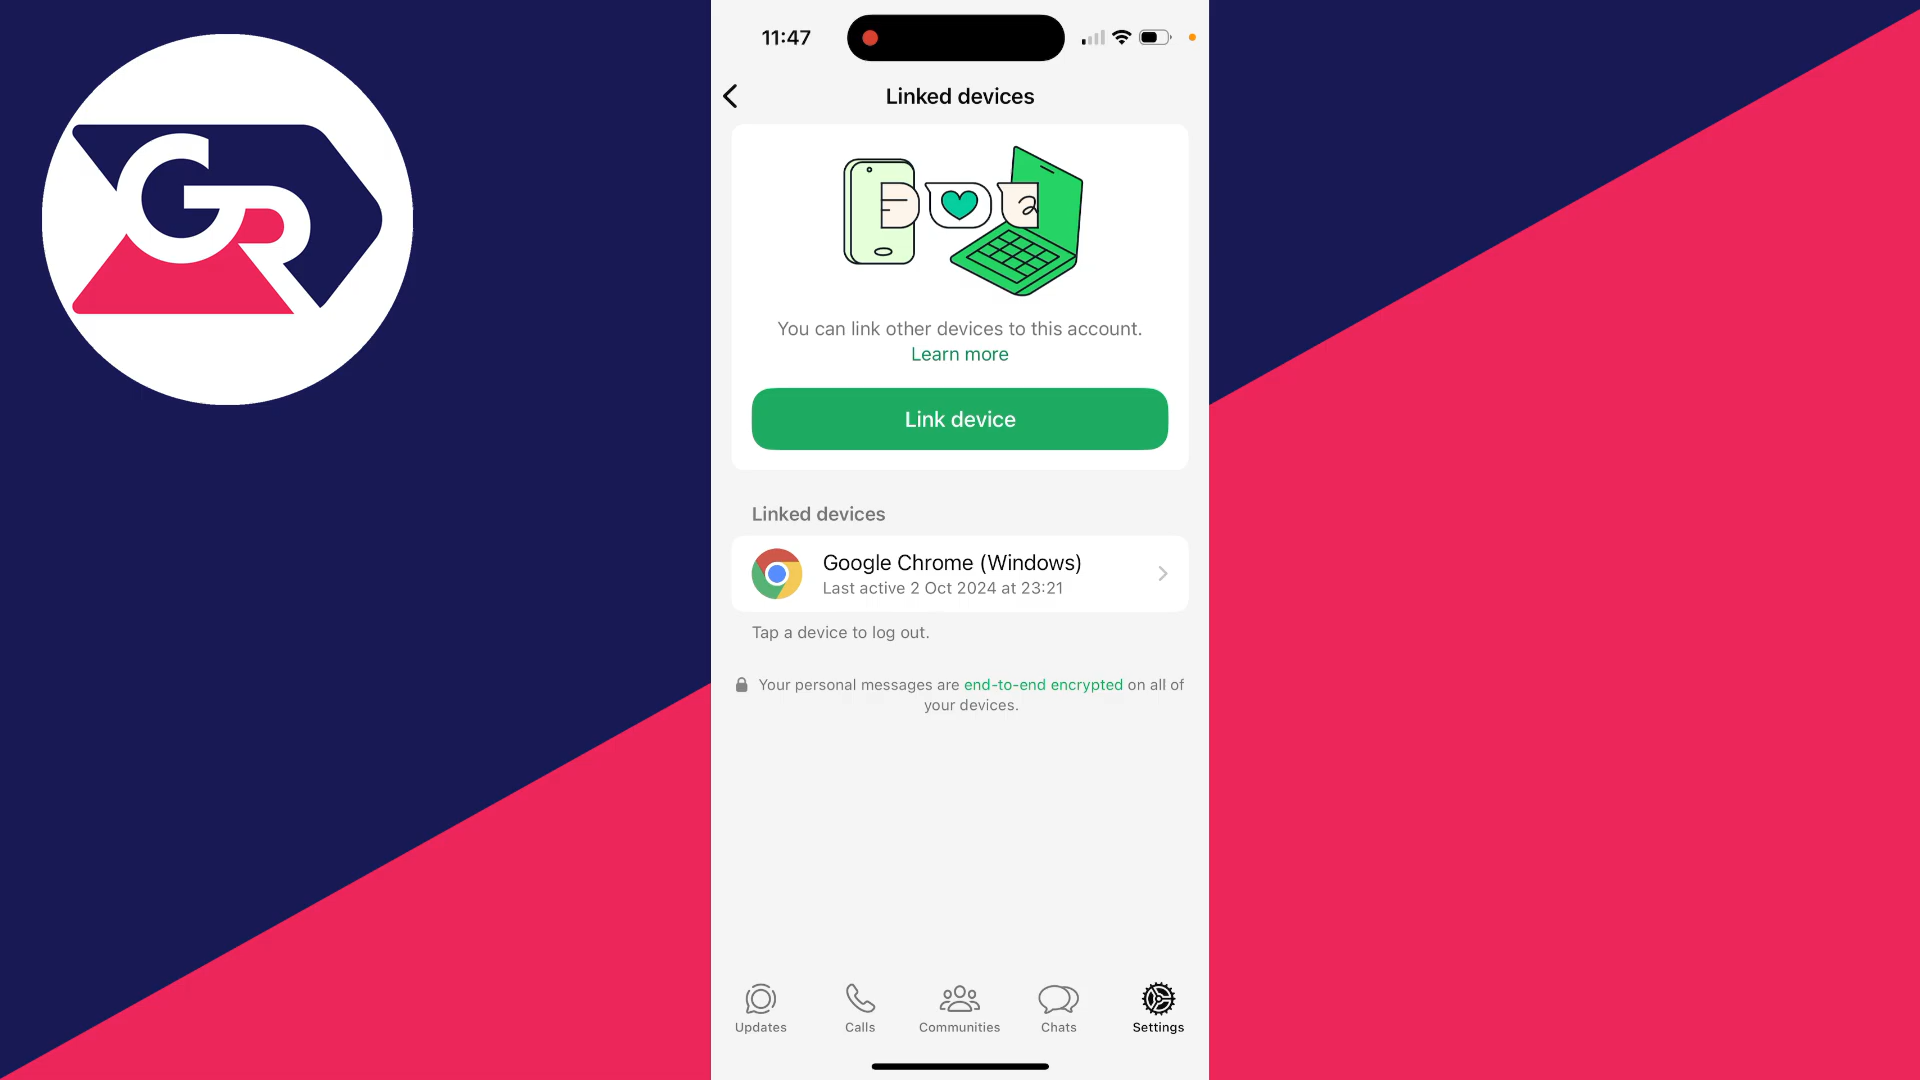 GR
11:47
Linked devices
You can link other devices to this account.
Learn more
Link device
Linked devices
Google Chrome (Windows)
Last active 2 Oct 2024 at 23:21
Tap a device to log out.
Your personal messages are end-to-end encrypted on all of
your devices.
Updates Calls Communities Chats Settings